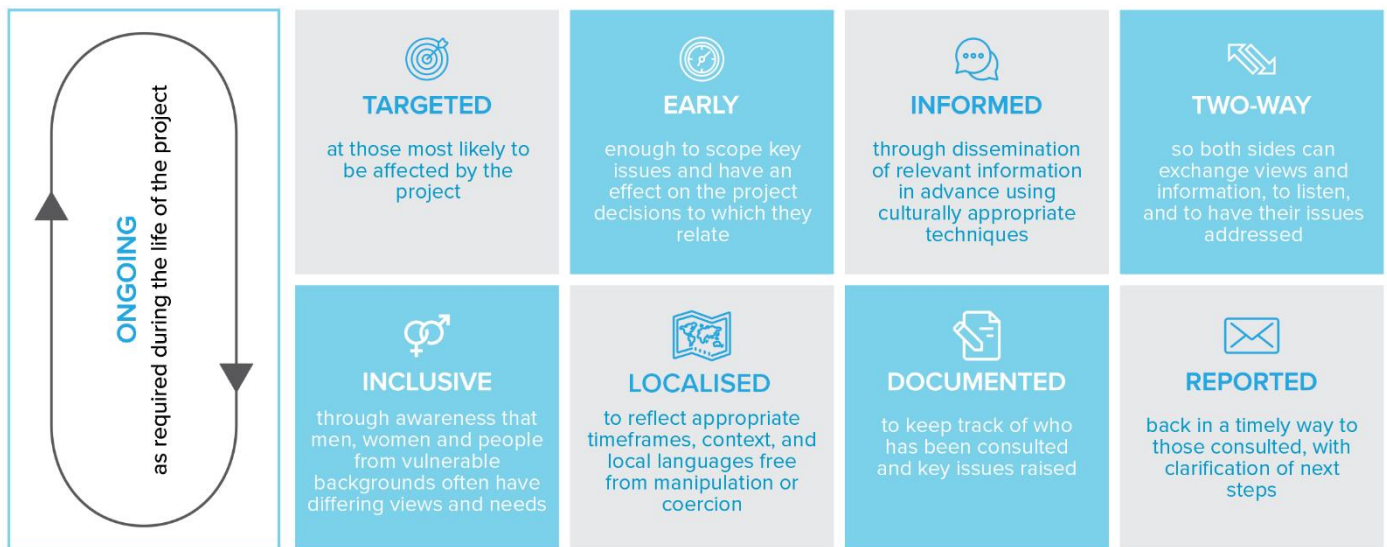 ONGOING
as required during the life of the project
TARGETED
at those most likely to
be affected by the
project
EARLY
enough to scope key
issues and have an
effect on the project
decisions to which they
relate
INFORMED
through dissemination
of relevant information
in advance using
culturally appropriate
techniques
TWO-WAY
so both sides can
exchange views and
information, to listen,
and to have their issues
addressed
INCLUSIVE
through awareness that
men, women and people
from vulnerable
backgrounds often have
differing views and needs
LOCALISED
to reflect appropriate
timeframes, context, and
local languages free
from manipulation or
coercion
DOCUMENTED
to keep track of who
has been consulted
and key issues raised
REPORTED
back in a timely way to
those consulted, with
clarification of next
steps